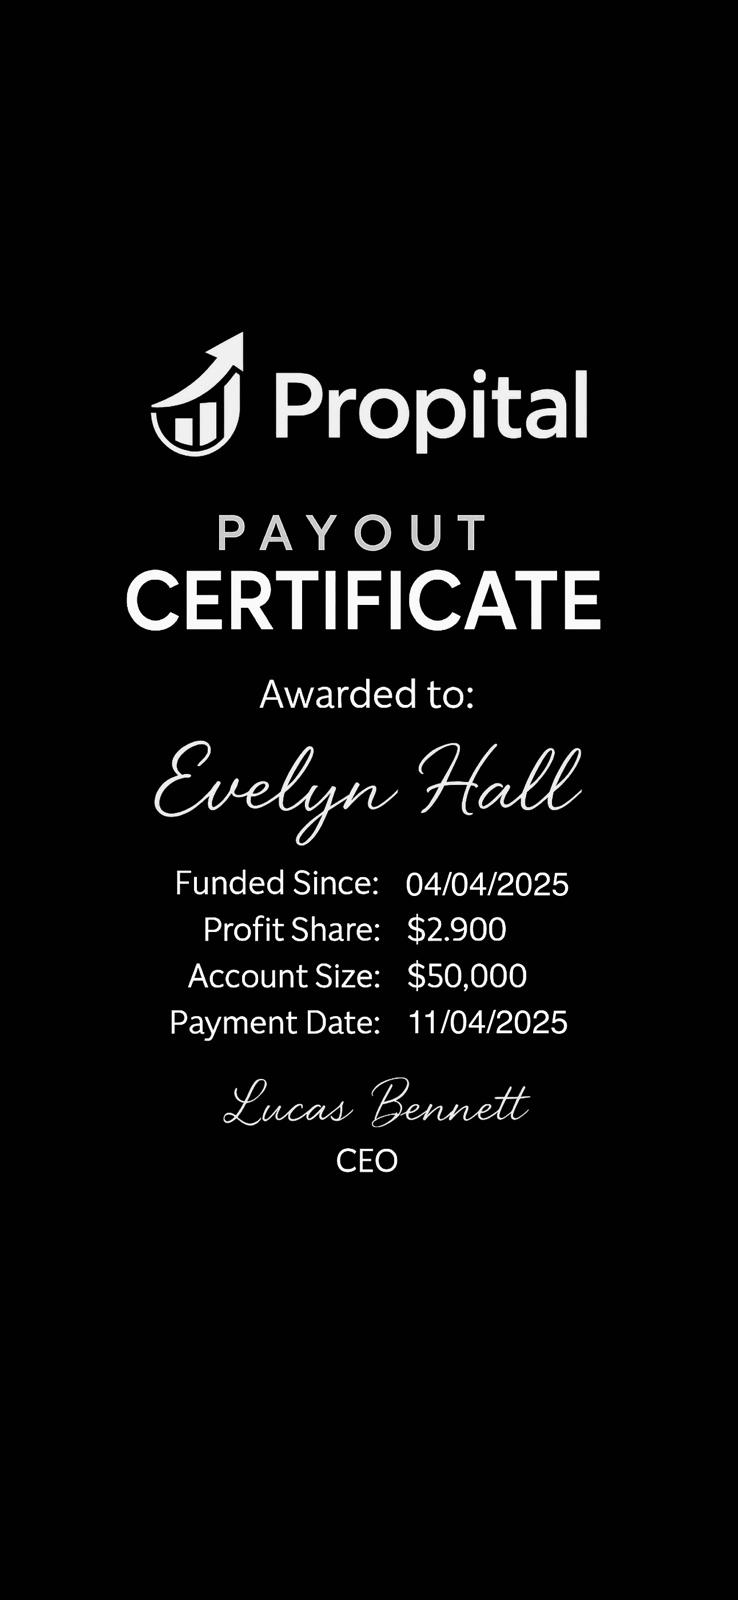 Propital
PAYOUT
CERTIFICATE
Awarded to:
Evelyn Hall
Funded Since: 04/04/2025
Profit Share: $2.900
Account Size: $50,000
Payment Date: 11/04/2025
Lucas Bennett
CEO